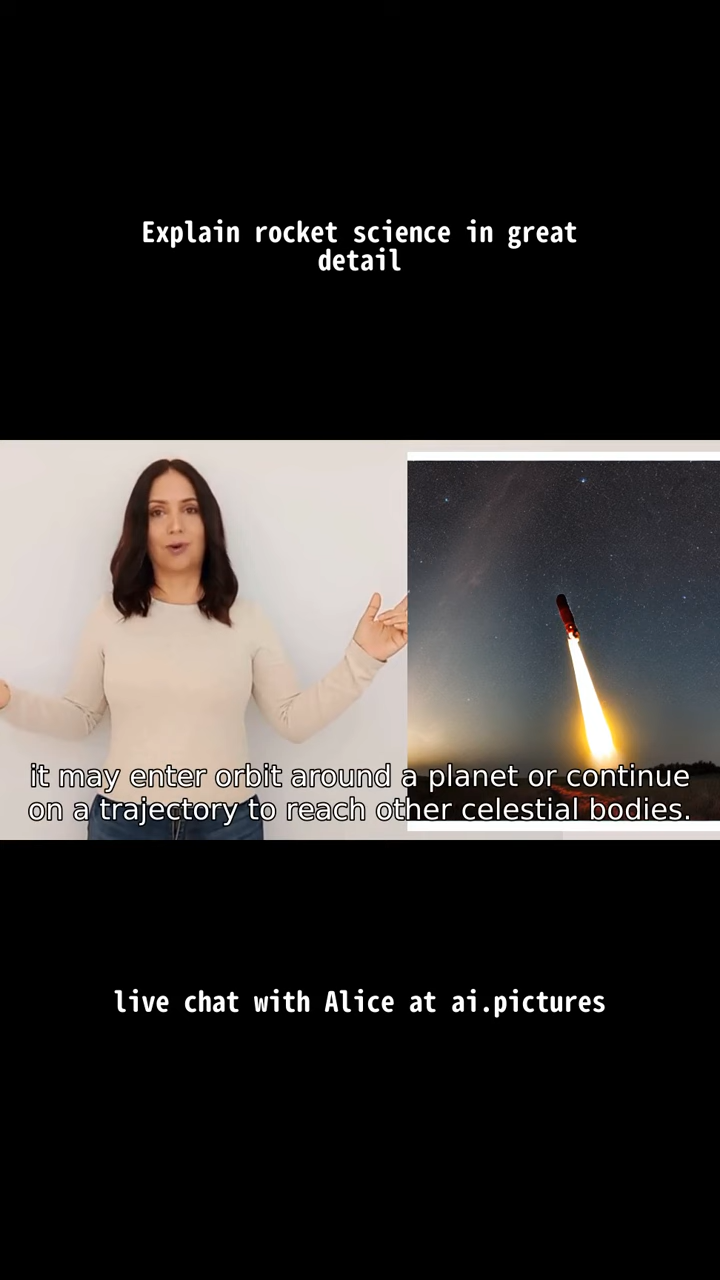 Explain rocket science in great
detail
it may enter orbit around a planet or continue
on a trajectory to reach other celestial bodies.
live chat with Alice at ai.pictures